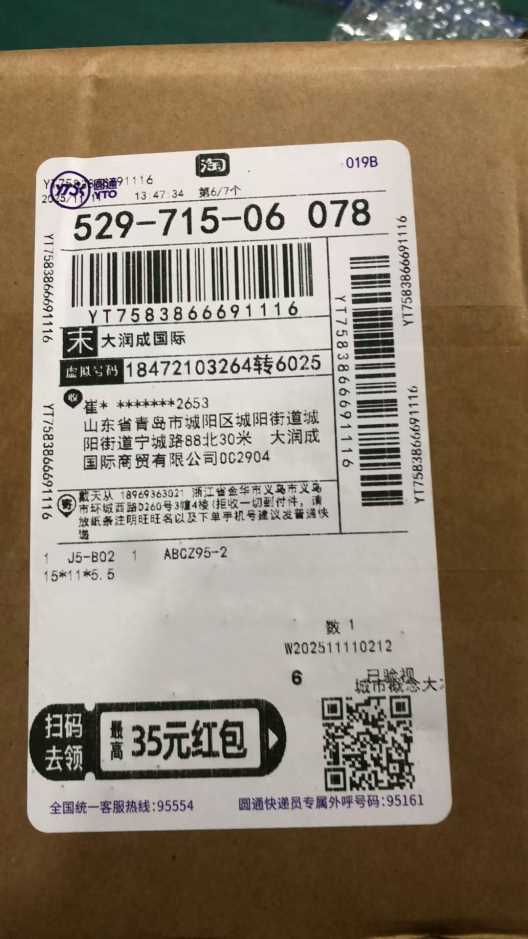 淘
019B
YTO 圆通
13:47:34 第6/7个
529-715-06 078
YT7583866691116
末 大润成国际
虚拟号码 18472103264转6025
收 崔* *******2653
山东省青岛市城阳区城阳街道城
阳街道宁城路88北30米 大润成
国际商贸有限公司0C2904
寄 戴天从 18969363021 浙江省金华市义乌市义乌
市环城西路D260号3幢4楼(拒收一切到付件,请
放纸条注明旺旺名以及下单手机号建议发普通快
递
YT7583866691116
YT7583866691116
YT7583866691116
YT7583866691116
YT7583866691116
1 J5-B02 1 ABCZ95-2
15*11*5.5
数 1
W202511110212
6 已验视
城市概念大
扫码
去领
最高
35元红包
全国统一客服热线:95554
圆通快递员专属外呼号码:95161